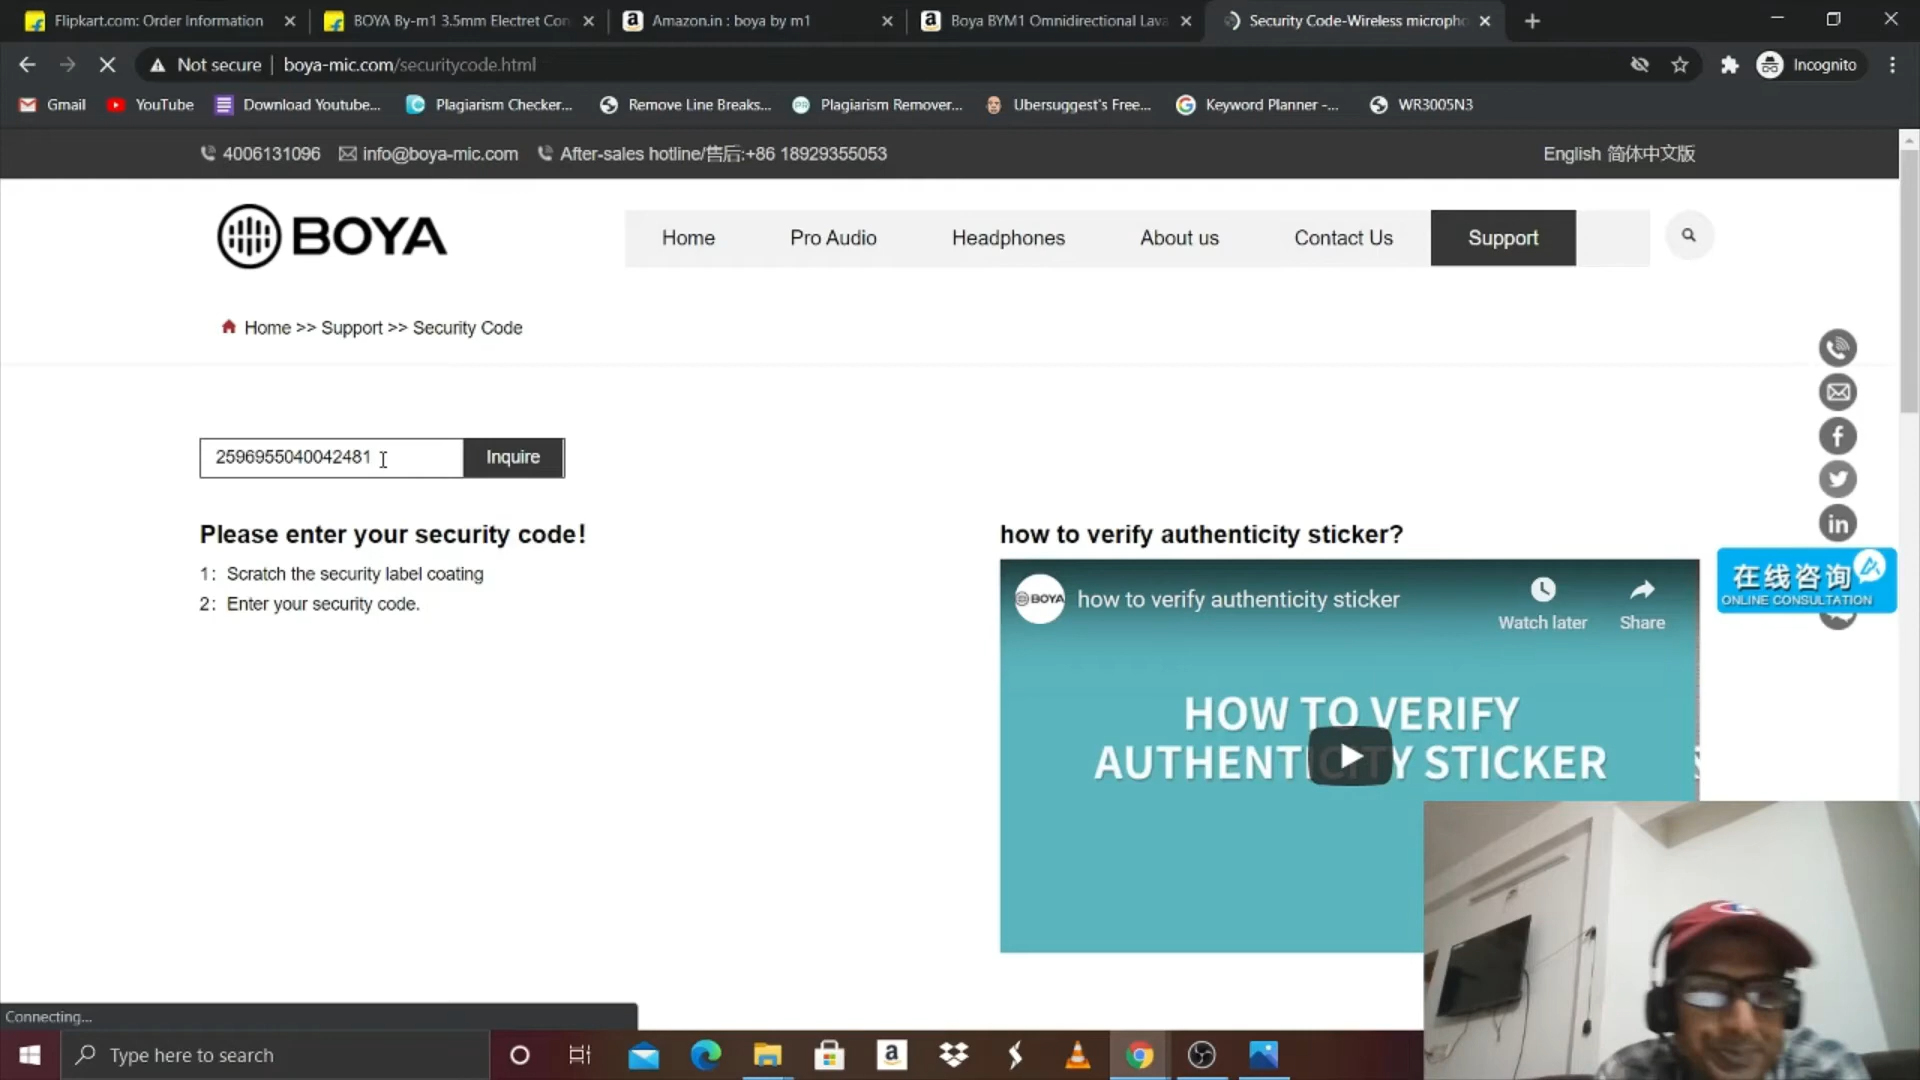 Flipkart.com: Order Information
BOYA By-m1 3.5mm Electret Con
Amazon.in : boya by m1
Boya BYM1 Omnidirectional Lava
Security Code-Wireless micropho
Not secure
boya-mic.com/securitycode.html
Incognito
Gmail
YouTube
Download Youtube...
Plagiarism Checker...
Remove Line Breaks...
Plagiarism Remover...
Ubersuggest's Free...
Keyword Planner -...
WR3005N3
4006131096
info@boya-mic.com
After-sales hotline/售后:+86 18929355053
English 简体中文版
BOYA
Home
Pro Audio
Headphones
About us
Contact Us
Support
Home >> Support >> Security Code
2596955040042481
Inquire
Please enter your security code!
1: Scratch the security label coating
2: Enter your security code.
how to verify authenticity sticker?
BOYA
how to verify authenticity sticker
Watch later
Share
HOW TO VERIFY
AUTHENTICITY STICKER
在线咨询
ONLINE CONSULTATION
Connecting...
Type here to search